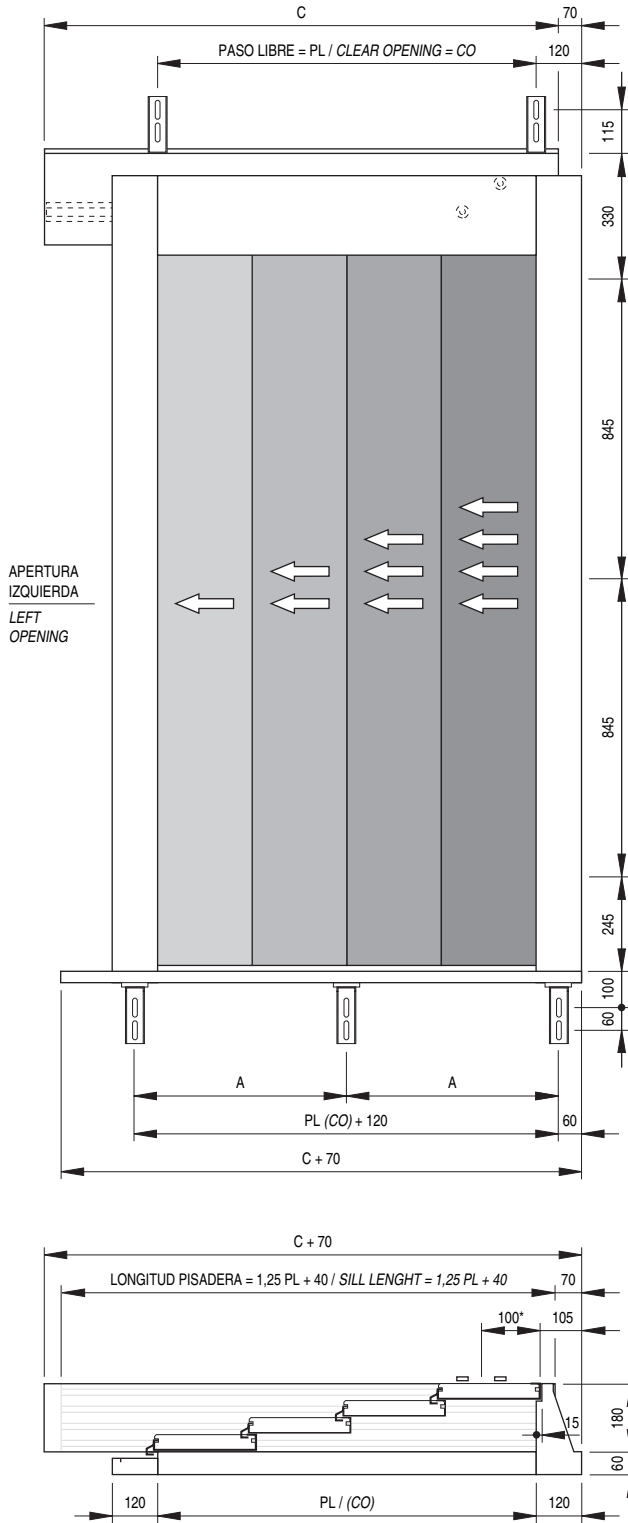 C
70
PASO LIBRE = PL / CLEAR OPENING = CO
120
115
330
845
APERTURA
IZQUIERDA
LEFT
OPENING
845
245
100
60
A
A
PL (CO) + 120
60
C + 70
C + 70
LONGITUD PISADERA = 1,25 PL + 40 / SILL LENGHT = 1,25 PL + 40
70
100*
105
15
180
60
120
PL / (CO)
120